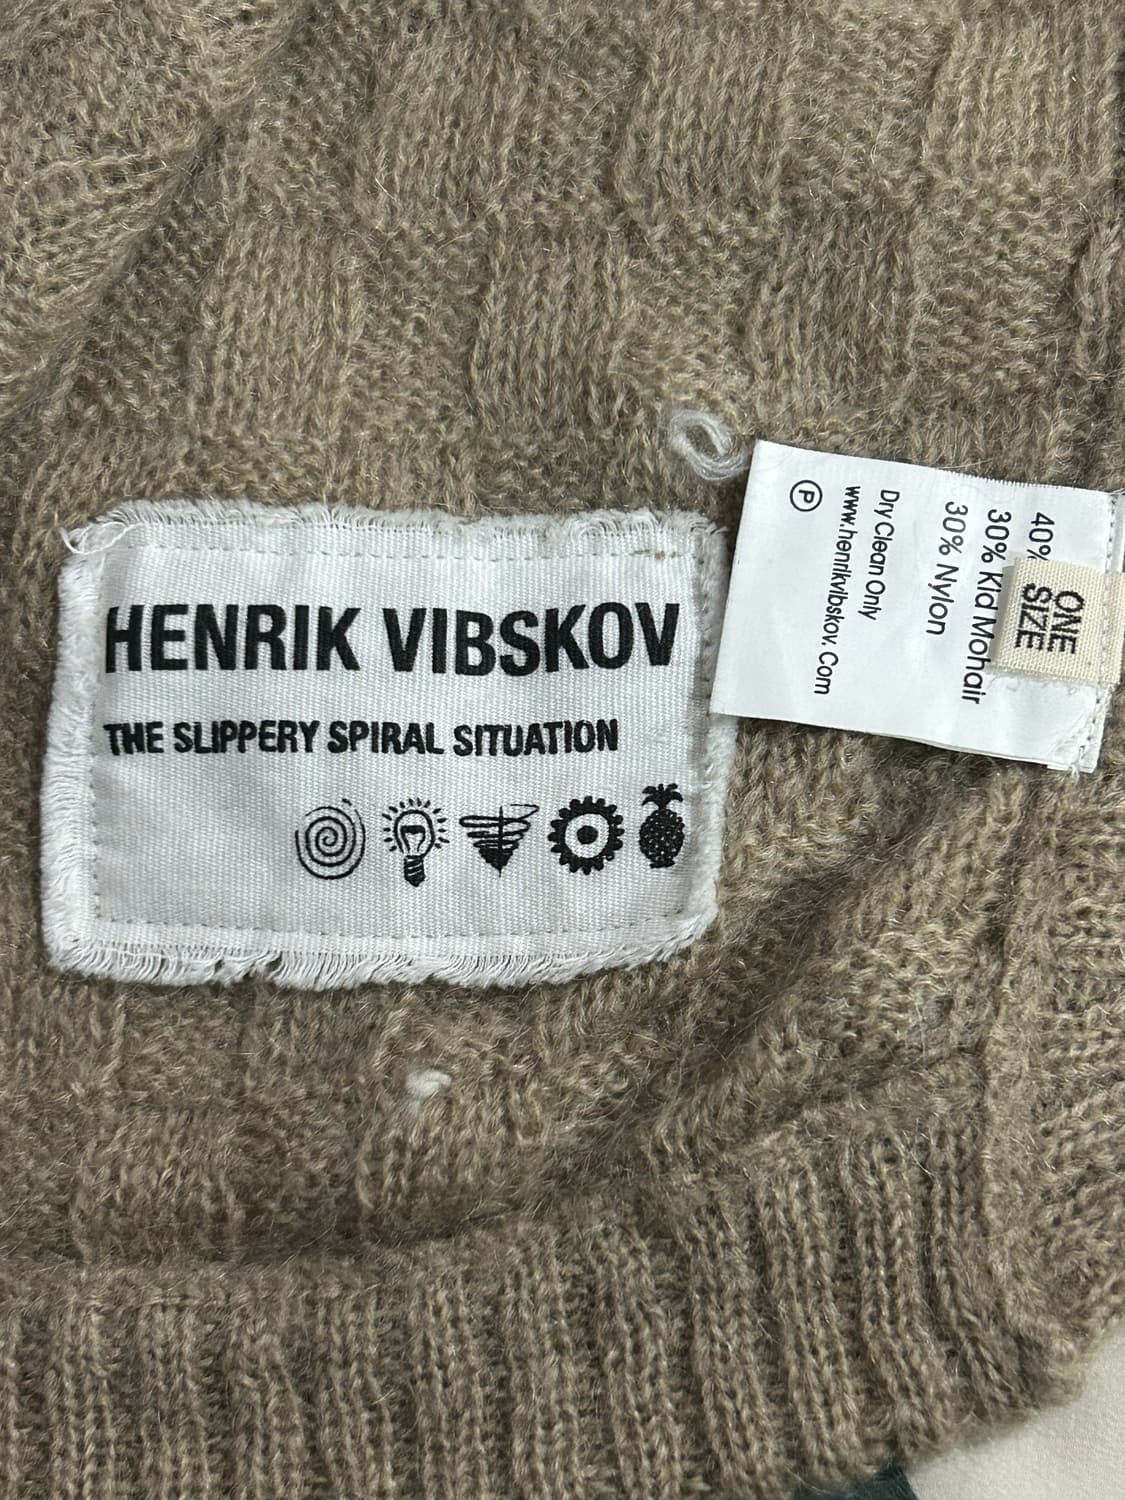 HENRIK VIBSKOV
THE SLIPPERY SPIRAL SITUATION
ONE
SIZE
40%
30% Kid Mohair
30% Nylon
Dry Clean Only
www.henrikvibskov.Com
P